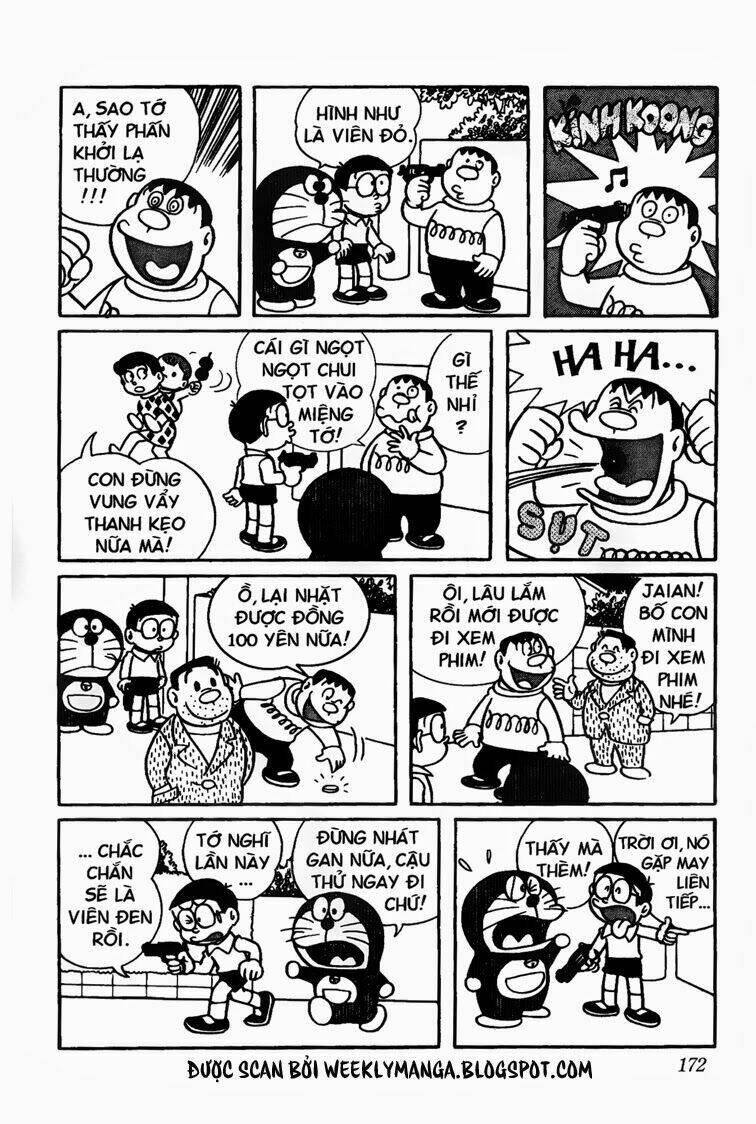 KÍNH KOONG
HÌNH NHƯ
LÀ VIÊN ĐỎ.
A, SAO TỚ
THẤY PHẤN
KHỞI LẠ
THƯỜNG
!!!
HA HA...
SỤT
GÌ
THẾ
NHỈ
?
CÁI GÌ NGỌT
NGỌT CHUI
TỌT VÀO
MIỆNG
TỚ!
CON ĐỪNG
VUNG VẨY
THANH KẸO
NỮA MÀ!
JAIAN!
BỐ CON
MÌNH
ĐI XEM
PHIM
NHÉ!
ÔI, LÂU LẮM
RỒI MỚI ĐƯỢC
ĐI XEM
PHIM!
Ồ, LẠI NHẶT
ĐƯỢC ĐỒNG
100 YÊN NỮA!
TRỜI ƠI, NÓ
GẶP MAY
LIÊN
TIẾP...
THẤY MÀ
THÈM!
ĐỪNG NHÁT
GAN NỮA, CẬU
THỬ NGAY ĐI
CHỨ!
TỚ NGHĨ
LẦN NÀY
...
... CHẮC
CHẮN
SẼ LÀ
VIÊN ĐEN
RỒI.
ĐƯỢC SCAN BỞI WEEKLYMANGA.BLOGSPOT.COM
172